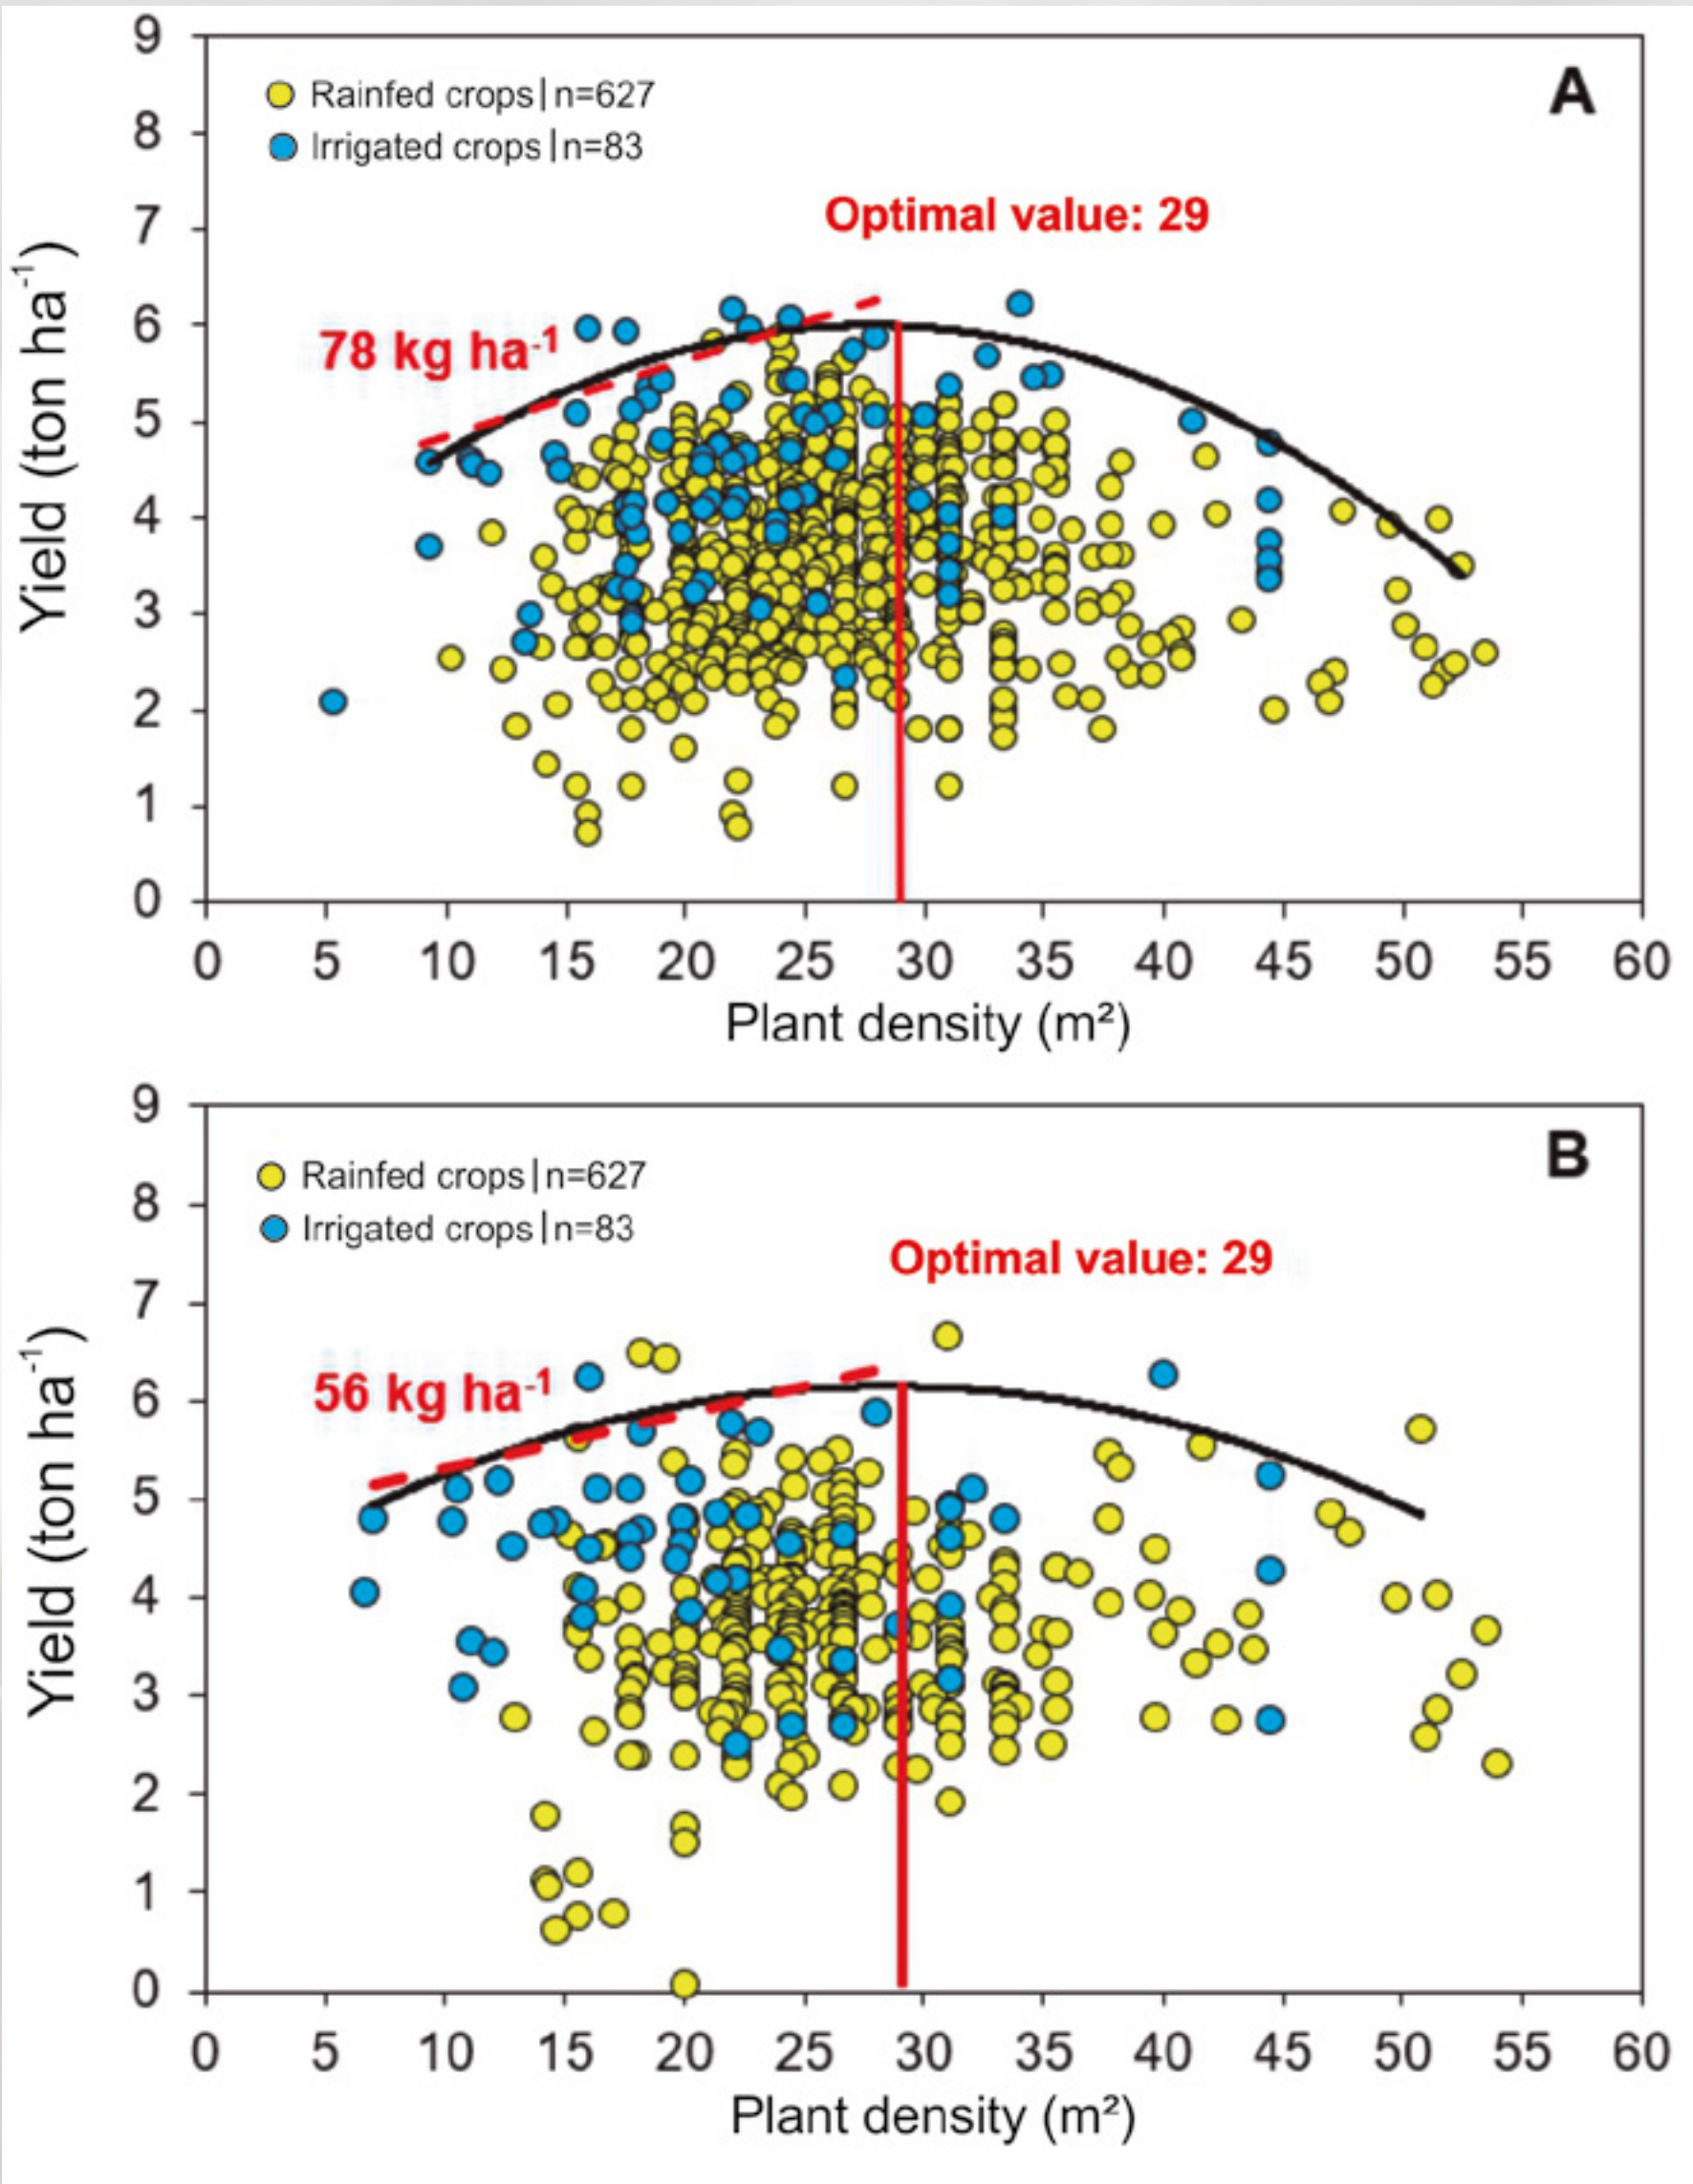 A
Rainfed crops|n=627
Irrigated crops|n=83
Optimal value: 29
78 kg ha⁻¹
Yield (ton ha⁻¹)
9
8
7
6
5
4
3
2
1
0
0 5 10 15 20 25 30 35 40 45 50 55 60
Plant density (m²)
B
Rainfed crops|n=627
Irrigated crops|n=83
Optimal value: 29
56 kg ha⁻¹
Yield (ton ha⁻¹)
9
8
7
6
5
4
3
2
1
0
0 5 10 15 20 25 30 35 40 45 50 55 60
Plant density (m²)